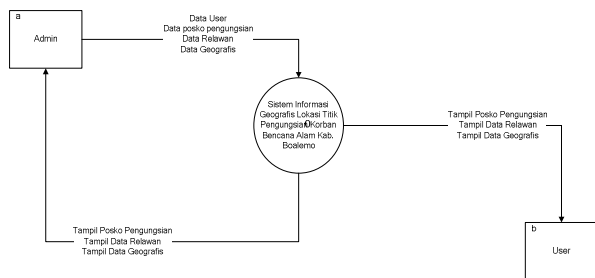 a
Admin
Data User
Data posko pengungsian
Data Relawan
Data Geografis
Sistem Informasi
Geografis Lokasi Titik
Pengungsian Korban
Bencana Alam Kab.
Boalemo
0
Tampil Posko Pengungsian
Tampil Data Relawan
Tampil Data Geografis
Tampil Posko Pengungsian
Tampil Data Relawan
Tampil Data Geografis
b
User